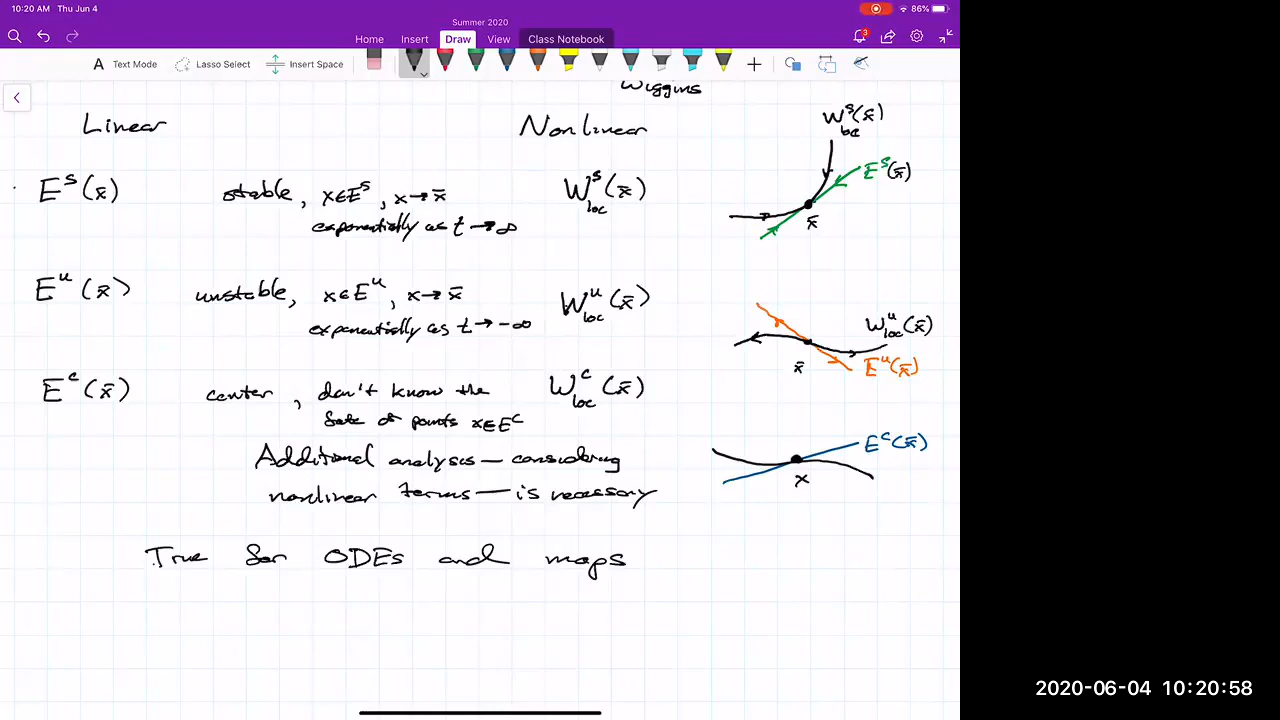 10:20 AM Thu Jun 4
86%
Summer 2020
Home Insert Draw View Class Notebook
3
A Text Mode Lasso Select Insert Space
Wiggins
Linear Nonlinear
E^s(x̄) stable, x∈E^s, x→x̄ W^s_loc(x̄)
exponentially as t→∞
W^s_loc(x̄)
E^s(x̄)
x̄
E^u(x̄) unstable, x∈E^u, x→x̄ W^u_loc(x̄)
exponentially as t→-∞
W^u_loc(x̄)
x̄ E^u(x̄)
E^c(x̄) center, don't know the W^c_loc(x̄)
fate of points x∈E^c
E^c(x̄)
x
Additional analysis — considering
nonlinear terms — is necessary
True for ODEs and maps
2020-06-04 10:20:58